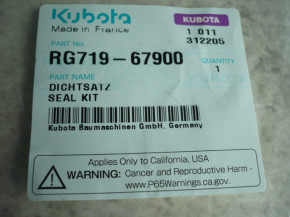 Kubota
KUBOTA
Made in France
1 011
312205
PART NO.
RG719-67900
QUANTITY
1
PART NAME
DICHTSATZ
SEAL KIT
Kubota Baumaschinen GmbH, Germany
Applies Only to California, USA
WARNING: Cancer and Reproductive Harm -
www.P65Warnings.ca.gov.